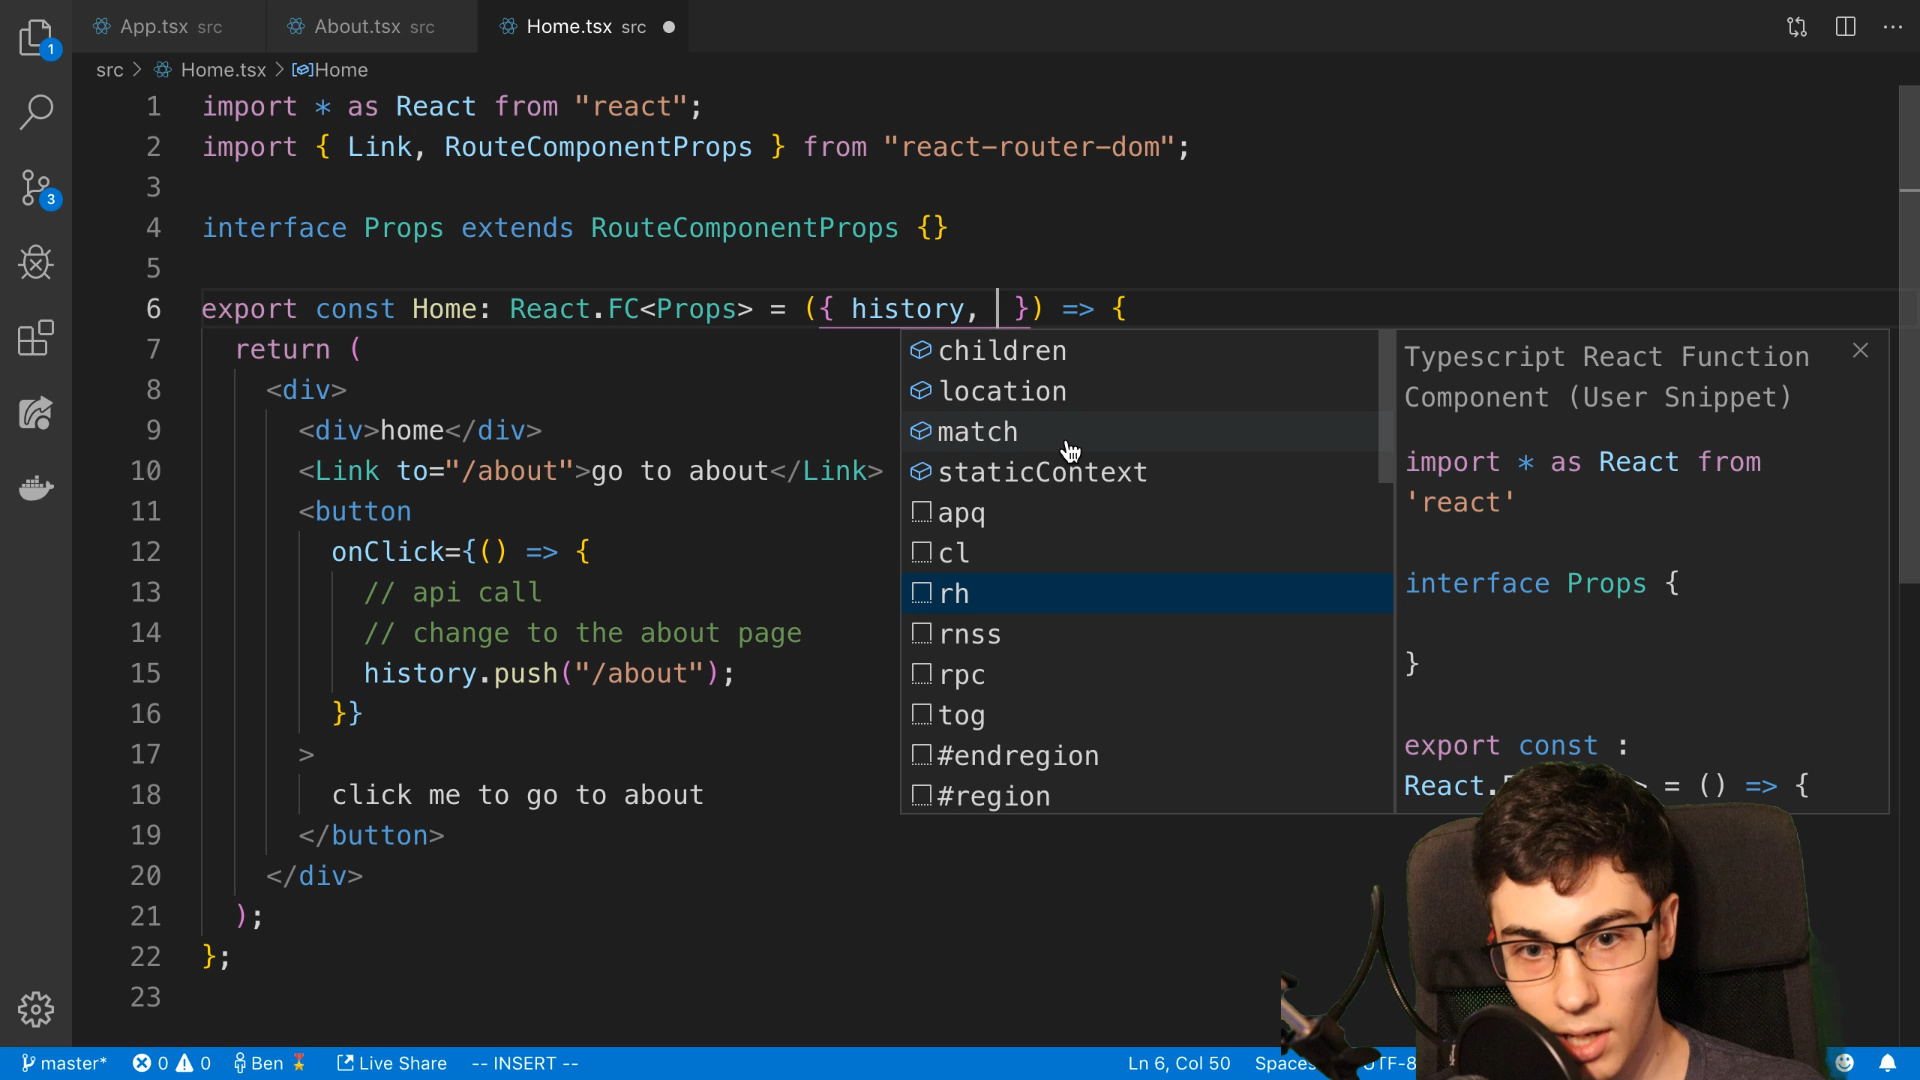 App.tsx src
About.tsx src
Home.tsx src
1
src > Home.tsx > Home
1 import * as React from "react";
2 import { Link, RouteComponentProps } from "react-router-dom";
3
3
4 interface Props extends RouteComponentProps {}
5
6 export const Home: React.FC<Props> = ({ history, }) => {
7 return (
8 <div>
9 <div>home</div>
10 <Link to="/about">go to about</Link>
11 <button
12 onClick={() => {
13 // api call
14 // change to the about page
15 history.push("/about");
16 }}
17 >
18 click me to go to about
19 </button>
20 </div>
21 );
22 };
23
children
location
match
staticContext
apq
cl
rh
rnss
rpc
tog
#endregion
#region
Typescript React Function
Component (User Snippet)
import * as React from
'react'
interface Props {
}
export const :
React. > = () => {
master* 0 0 Ben Live Share -- INSERT -- Ln 6, Col 50 UTF-8